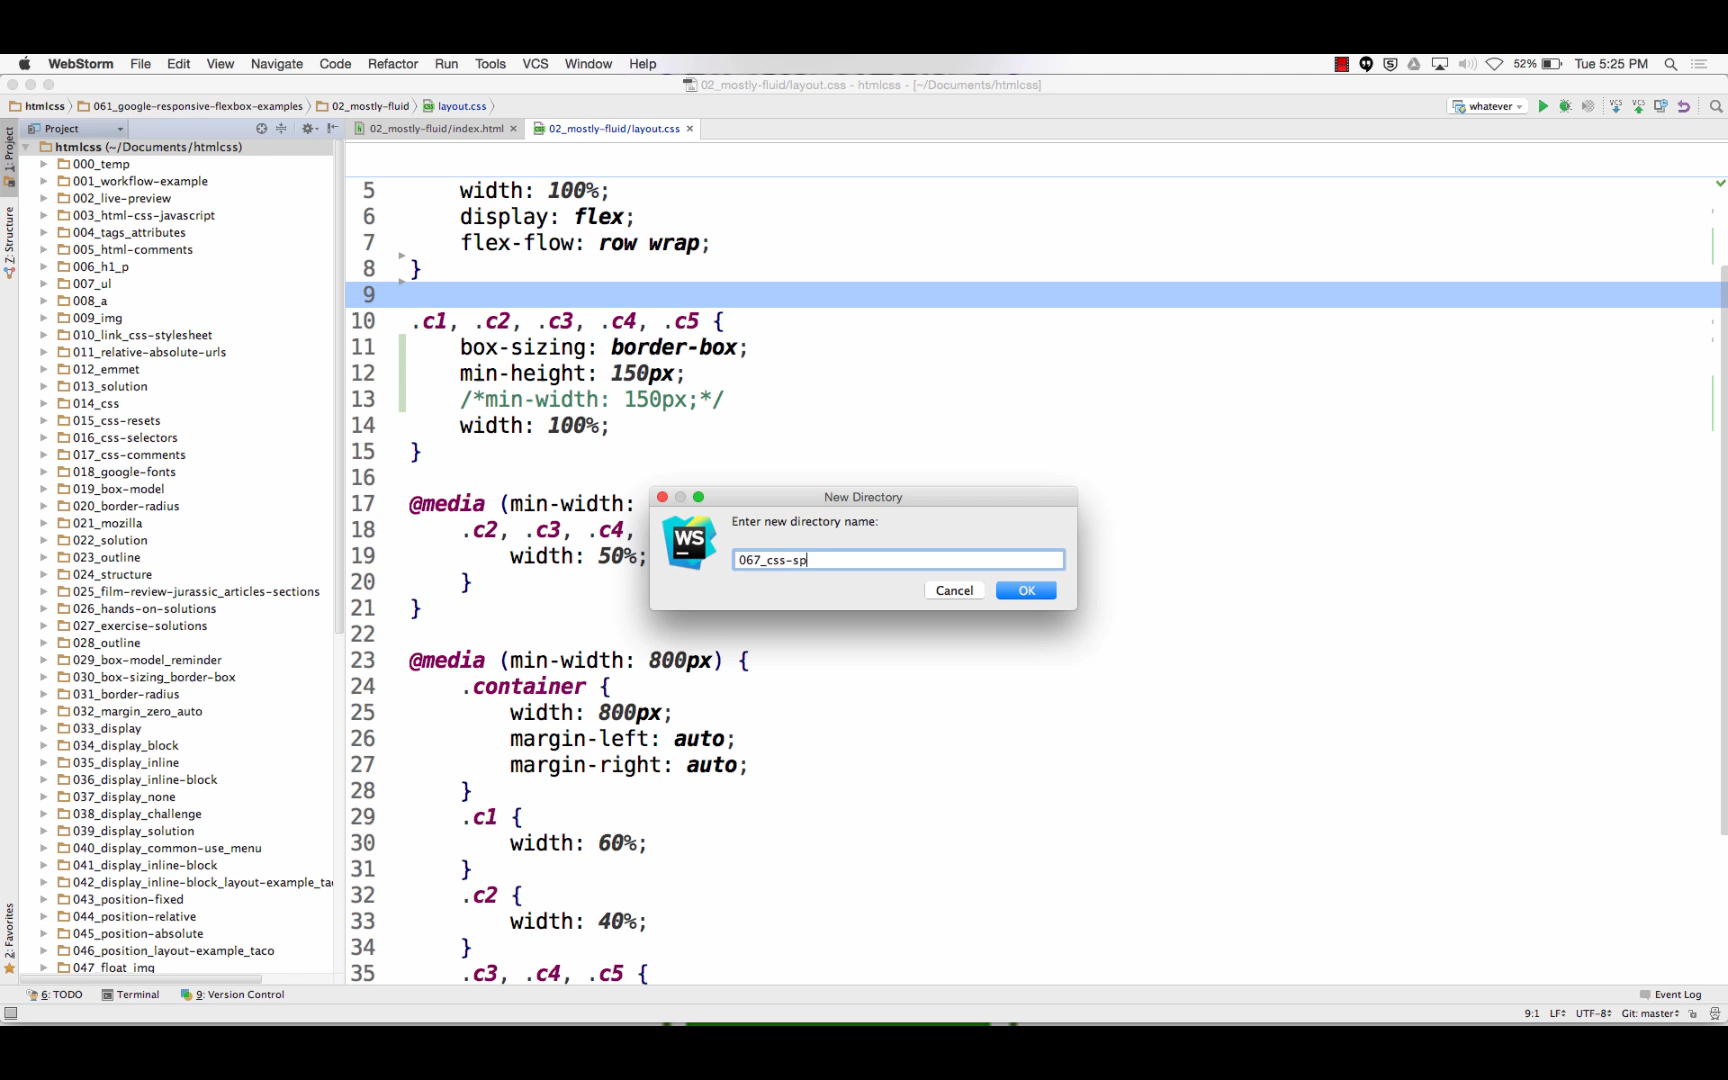 WebStorm File Edit View Navigate Code Refactor Run Tools VCS Window Help 52% Tue 5:25 PM
02_mostly-fluid/layout.css - htmlcss - [~/Documents/htmlcss]
htmlcss 061_google-responsive-flexbox-examples 02_mostly-fluid layout.css whatever
Project 02_mostly-fluid/index.html 02_mostly-fluid/layout.css
1: Project
Z: Structure
2: Favorites
htmlcss (~/Documents/htmlcss)
000_temp
001_workflow-example
002_live-preview
003_html-css-javascript
004_tags_attributes
005_html-comments
006_h1_p
007_ul
008_a
009_img
010_link_css-stylesheet
011_relative-absolute-urls
012_emmet
013_solution
014_css
015_css-resets
016_css-selectors
017_css-comments
018_google-fonts
019_box-model
020_border-radius
021_mozilla
022_solution
023_outline
024_structure
025_film-review-jurassic_articles-sections
026_hands-on-solutions
027_exercise-solutions
028_outline
029_box-model_reminder
030_box-sizing_border-box
031_border-radius
032_margin_zero_auto
033_display
034_display_block
035_display_inline
036_display_inline-block
037_display_none
038_display_challenge
039_display_solution
040_display_common-use_menu
041_display_inline-block
042_display_inline-block_layout-example_ta
043_position-fixed
044_position-relative
045_position-absolute
046_position_layout-example_taco
047_float_img
5 width: 100%;
6 display: flex;
7 flex-flow: row wrap;
8 }
9
10 .c1, .c2, .c3, .c4, .c5 {
11 box-sizing: border-box;
12 min-height: 150px;
13 /*min-width: 150px;*/
14 width: 100%;
15 }
16
17 @media (min-width:
18 .c2, .c3, .c4,
19 width: 50%;
20 }
21 }
22
23 @media (min-width: 800px) {
24 .container {
25 width: 800px;
26 margin-left: auto;
27 margin-right: auto;
28 }
29 .c1 {
30 width: 60%;
31 }
32 .c2 {
33 width: 40%;
34 }
35 .c3, .c4, .c5 {
New Directory
WS
Enter new directory name:
067_css-sp
Cancel OK
6: TODO Terminal 9: Version Control Event Log
9:1 LF UTF-8 Git: master